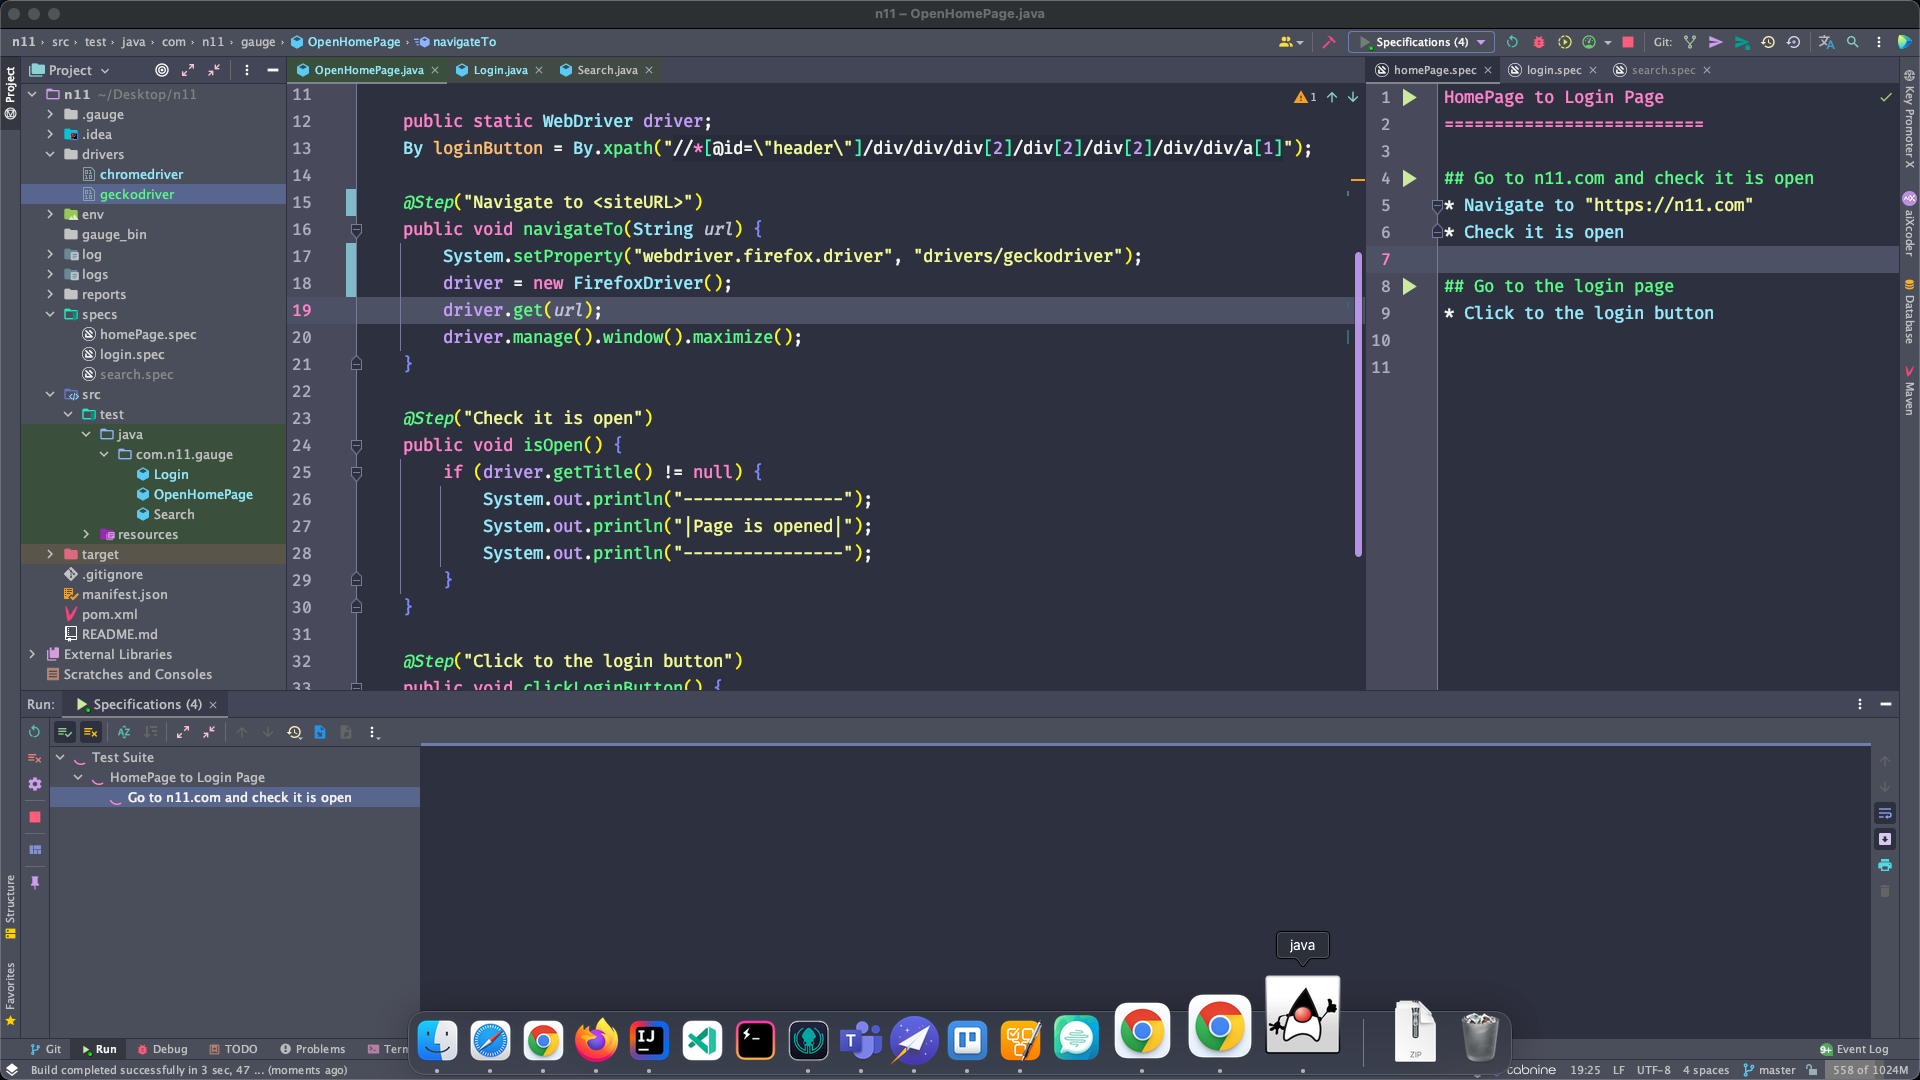 n11 – OpenHomePage.java
n11 › src › test › java › com › n11 › gauge › OpenHomePage › navigateTo
Specifications (4)
Git:
Project
OpenHomePage.java
Login.java
Search.java
homePage.spec
login.spec
search.spec
Project
n11 ~/Desktop/n11
.gauge
.idea
drivers
chromedriver
geckodriver
env
gauge_bin
log
logs
reports
specs
homePage.spec
login.spec
search.spec
src
test
java
com.n11.gauge
Login
OpenHomePage
Search
resources
target
.gitignore
manifest.json
pom.xml
README.md
External Libraries
Scratches and Consoles
1
11
12 public static WebDriver driver;
13 By loginButton = By.xpath("//*[@id=\"header\"]/div/div/div[2]/div[2]/div[2]/div/div/a[1]");
14
15 @Step("Navigate to <siteURL>")
16 public void navigateTo(String url) {
17 System.setProperty("webdriver.firefox.driver", "drivers/geckodriver");
18 driver = new FirefoxDriver();
19 driver.get(url);
20 driver.manage().window().maximize();
21 }
22
23 @Step("Check it is open")
24 public void isOpen() {
25 if (driver.getTitle() != null) {
26 System.out.println("----------------");
27 System.out.println("|Page is opened|");
28 System.out.println("----------------");
29 }
30 }
31
32 @Step("Click to the login button")
33 public void clickLoginButton() {
1 HomePage to Login Page
2 ==========================
3
4 ## Go to n11.com and check it is open
5 * Navigate to "https://n11.com"
6 * Check it is open
7
8 ## Go to the login page
9 * Click to the login button
10
11
Key Promoter X
aiXcoder
Database
Maven
Run: Specifications (4)
Test Suite
HomePage to Login Page
Go to n11.com and check it is open
Structure
Favorites
java
IJ
ZIP
Git
Run
Debug
TODO
Problems
Tern
9+ Event Log
Build completed successfully in 3 sec, 47 ... (moments ago)
tabnine
19:25
LF
UTF-8
4 spaces
master
558 of 1024M